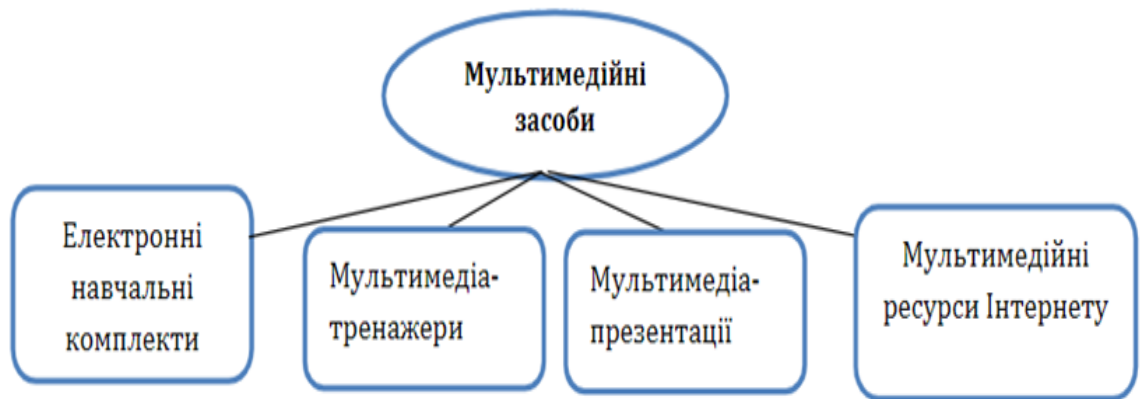 Мультимедійні
засоби
Електронні
навчальні
комплекти
Мультимедіа-
тренажери
Мультимедіа-
презентації
Мультимедійні
ресурси Інтернету